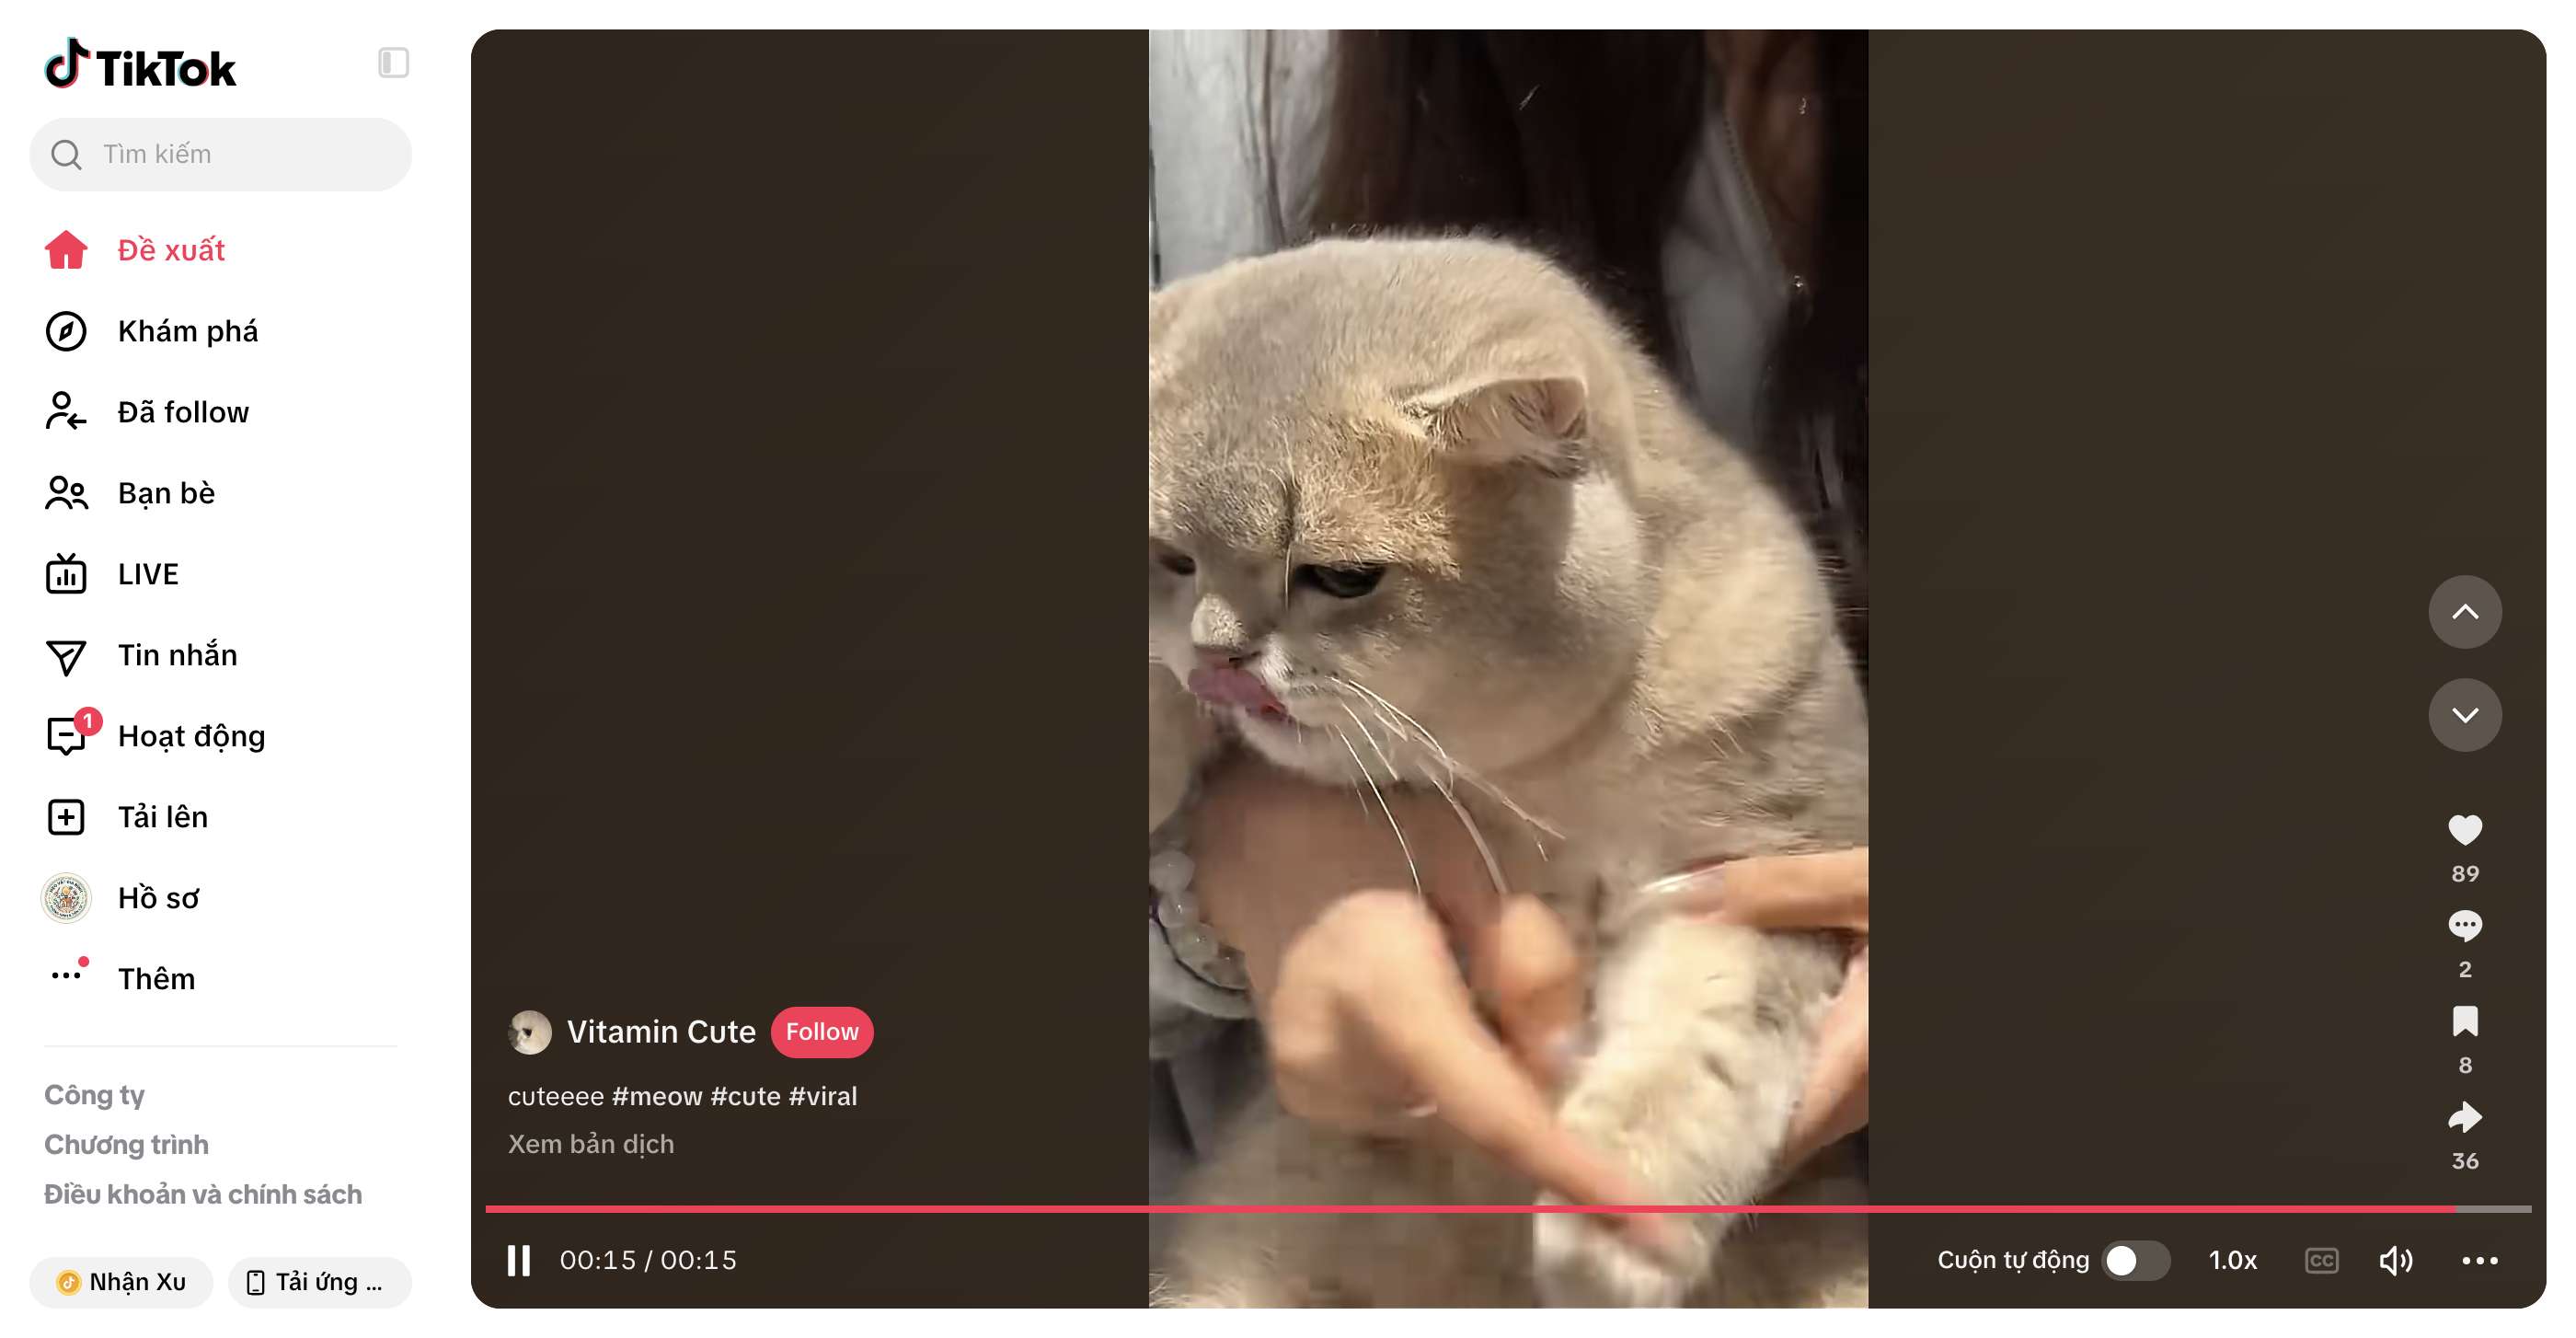 TikTok
Tìm kiếm
Đề xuất
Khám phá
Đã follow
Bạn bè
LIVE
Tin nhắn
1
Hoạt động
Tải lên
Hồ sơ
Thêm
Công ty
Chương trình
Điều khoản và chính sách
Nhận Xu
Tải ứng ...
Vitamin Cute
Follow
cuteeee #meow #cute #viral
Xem bản dịch
00:15 / 00:15
89
2
8
36
Cuộn tự động
1.0x
CC